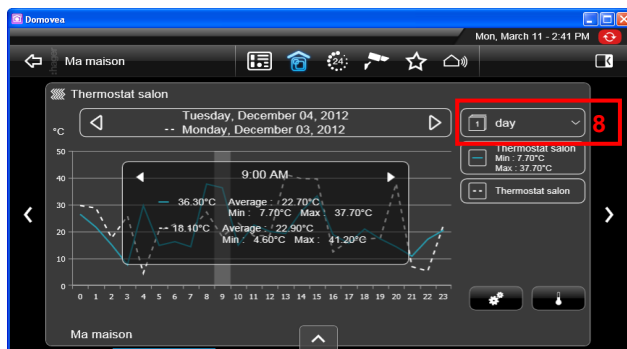 Domovea
Mon, March 11 - 2:41 PM
:hager
Ma maison
24
Thermostat salon
Tuesday, December 04, 2012
-- Monday, December 03, 2012
1 day
8
°C
Thermostat salon
Min : 7.70°C
Max : 37.70°C
Thermostat salon
9:00 AM
36.30°C Average : 22.70°C
Min : 7.70°C Max : 37.70°C
-- 18.10°C Average : 22.90°C
Min : 4.60°C Max : 41.20°C
50
40
30
20
10
0
0 1 2 3 4 5 6 7 8 9 10 11 12 13 14 15 16 17 18 19 20 21 22 23
Ma maison